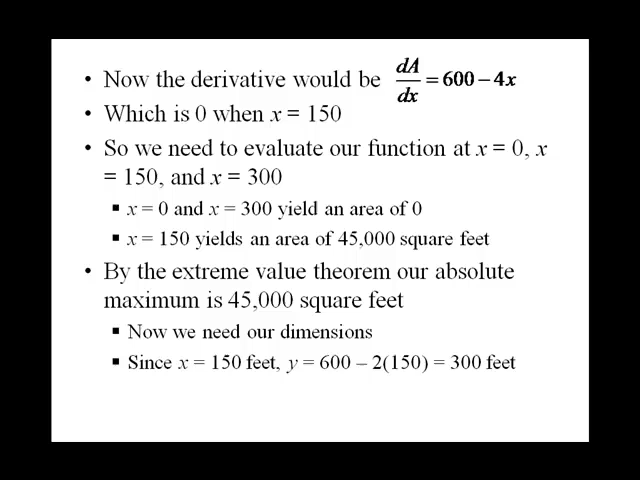 • Now the derivative would be dA/dx = 600 – 4x
• Which is 0 when x = 150
• So we need to evaluate our function at x = 0, x
= 150, and x = 300
▪ x = 0 and x = 300 yield an area of 0
▪ x = 150 yields an area of 45,000 square feet
• By the extreme value theorem our absolute
maximum is 45,000 square feet
▪ Now we need our dimensions
▪ Since x = 150 feet, y = 600 – 2(150) = 300 feet